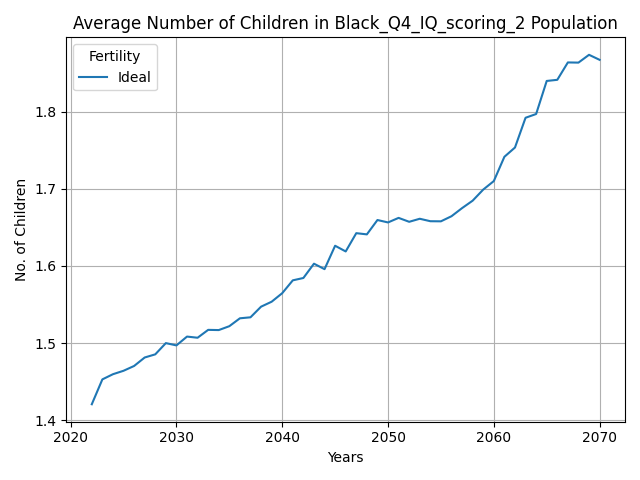 Average Number of Children in Black_Q4_IQ_scoring_2 Population
Fertility
Ideal
No. of Children
1.8
1.7
1.6
1.5
1.4
2020 2030 2040 2050 2060 2070
Years